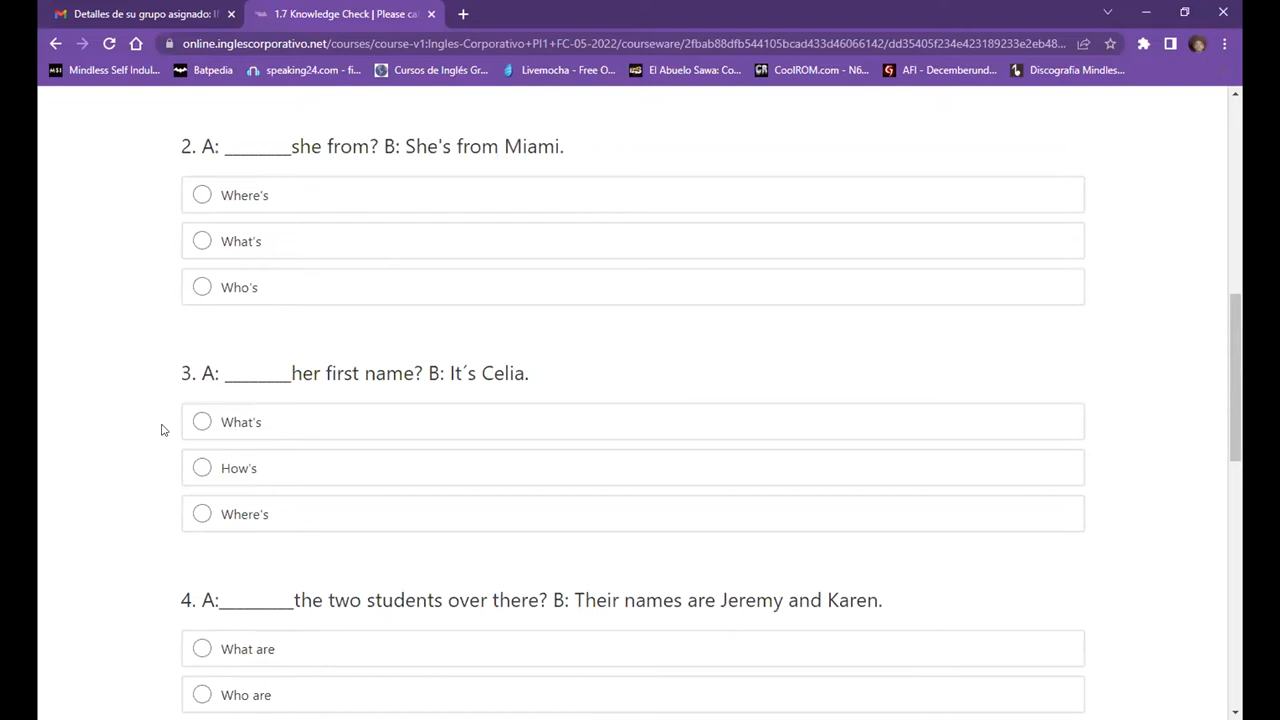 Detalles de su grupo asignado: I
1.7 Knowledge Check | Please ca
online.inglescorporativo.net/courses/course-v1:Ingles-Corporativo+PI1+FC-05-2022/courseware/2fbab88dfb544105bcad433d46066142/dd35405f234e423189233e2eb48...
Mindless Self Indul...
Batpedia
speaking24.com - fi...
Cursos de Inglés Gr...
Livemocha - Free O...
El Abuelo Sawa: Co...
CoolROM.com - N6...
AFI - Decemberund...
Discografia Mindles...
2. A: ________she from? B: She's from Miami.
Where's
What's
Who's
3. A: ________her first name? B: It´s Celia.
What's
How's
Where's
4. A:_________the two students over there? B: Their names are Jeremy and Karen.
What are
Who are